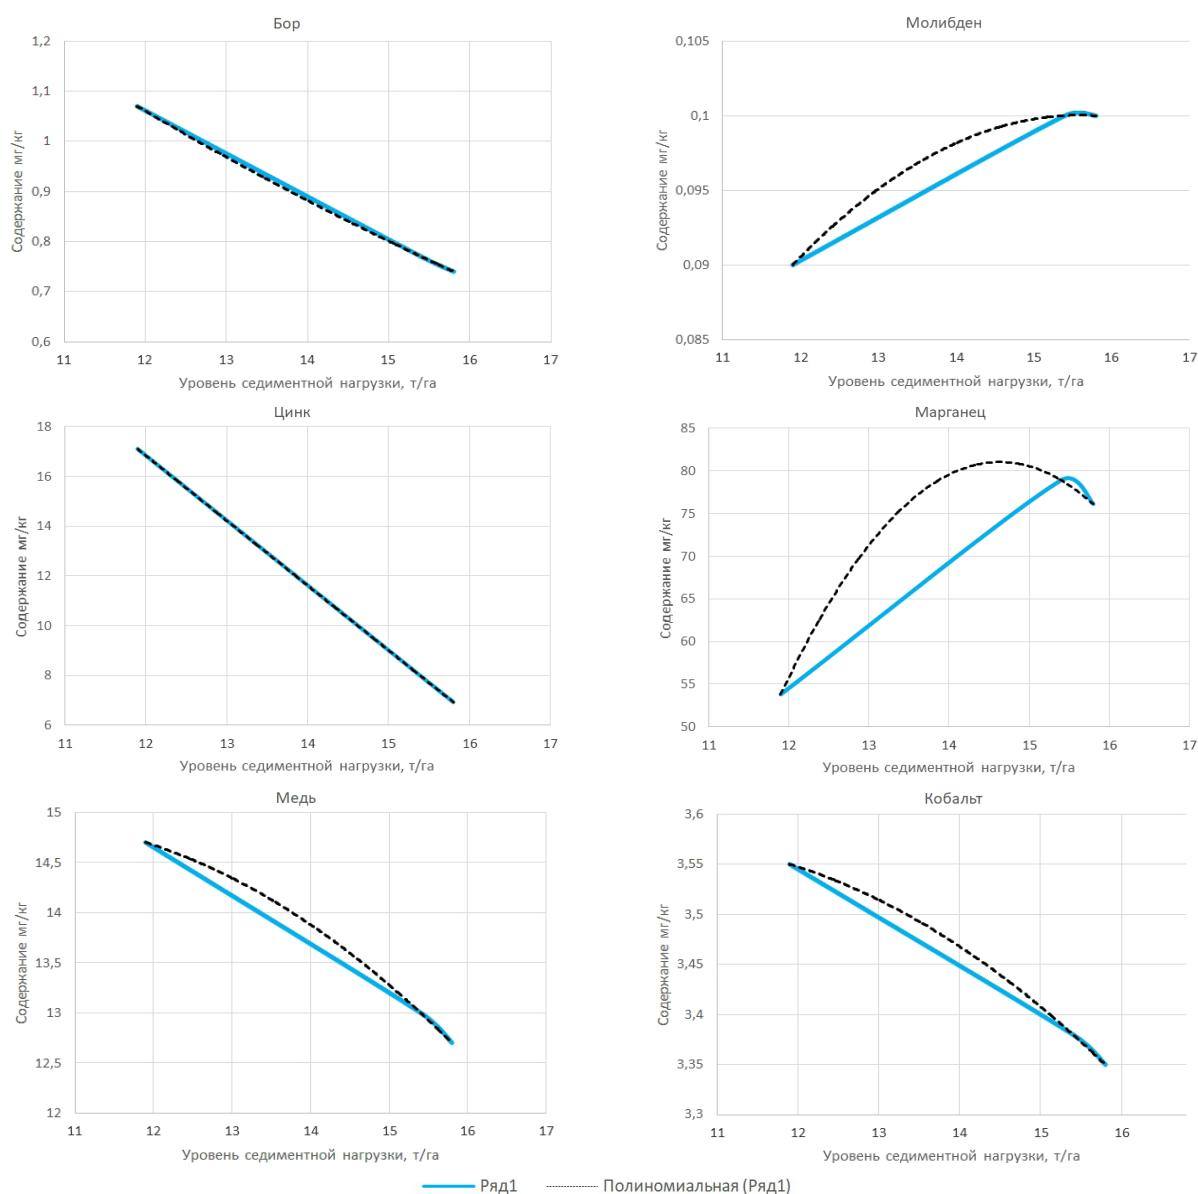 Бор
1,2
1,1
1
0,9
0,8
0,7
0,6
Содержание мг/кг
11 12 13 14 15 16 17
Уровень седиментной нагрузки, т/га
Молибден
0,105
0,1
0,095
0,09
0,085
Содержание мг/кг
11 12 13 14 15 16 17
Уровень седиментной нагрузки, т/га
Цинк
18
16
14
12
10
8
6
Содержание мг/кг
11 12 13 14 15 16 17
Уровень седиментной нагрузки, т/га
Марганец
85
80
75
70
65
60
55
50
Содержание мг/кг
11 12 13 14 15 16 17
Уровень седиментной нагрузки, т/га
Медь
15
14,5
14
13,5
13
12,5
12
Содержание мг/кг
11 12 13 14 15 16 17
Уровень седиментной нагрузки, т/га
Кобальт
3,6
3,55
3,5
3,45
3,4
3,35
3,3
Содержание мг/кг
11 12 13 14 15 16
Уровень седиментной нагрузки, т/га
Ряд1 Полиномиальная (Ряд1)